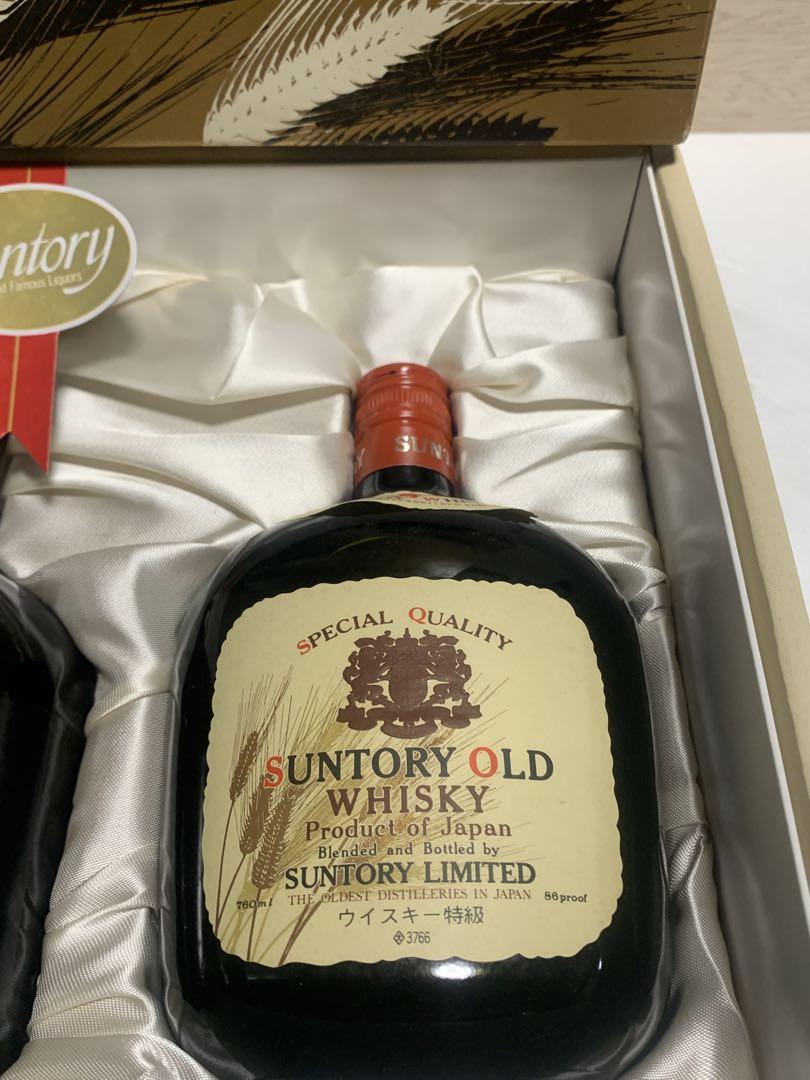 ntory
d Famous Liquors
SUNT
SPECIAL QUALITY
SUNTORY OLD
WHISKY
Product of Japan
Blended and Bottled by
SUNTORY LIMITED
THE OLDEST DISTILLERIES IN JAPAN
760ml
86 proof
ウイスキー特級
3766